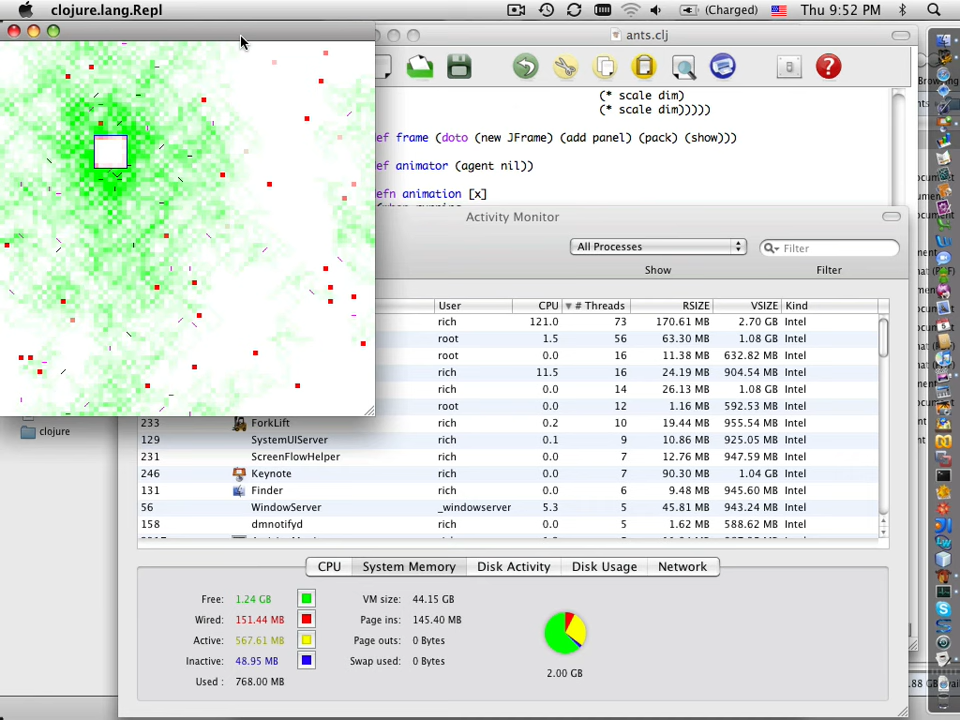 clojure.lang.Repl
(Charged)
Thu 9:52 PM
ants.clj
(* scale dim)
(* scale dim)))))
ef frame (doto (new JFrame) (add panel) (pack) (show)))
ef animator (agent nil))
efn animation [x]
Activity Monitor
All Processes
Filter
Show
Filter
User CPU # Threads RSIZE VSIZE Kind
rich 121.0 73 170.61 MB 2.70 GB Intel
root 1.5 56 63.30 MB 1.08 GB Intel
root 0.0 16 11.38 MB 632.82 MB Intel
rich 11.5 16 24.19 MB 904.54 MB Intel
rich 0.0 14 26.13 MB 1.08 GB Intel
root 0.0 12 1.16 MB 592.53 MB Intel
233 ForkLift rich 0.2 10 19.44 MB 955.54 MB Intel
129 SystemUIServer rich 0.1 9 10.86 MB 925.05 MB Intel
231 ScreenFlowHelper rich 0.0 7 12.76 MB 947.59 MB Intel
246 Keynote rich 0.0 7 90.30 MB 1.04 GB Intel
131 Finder rich 0.0 6 9.48 MB 945.60 MB Intel
56 WindowServer _windowserver 5.3 5 45.81 MB 943.24 MB Intel
158 dmnotifyd rich 0.0 5 1.62 MB 588.62 MB Intel
clojure
CPU System Memory Disk Activity Disk Usage Network
Free: 1.24 GB VM size: 44.15 GB
Wired: 151.44 MB Page ins: 145.40 MB
Active: 567.61 MB Page outs: 0 Bytes
Inactive: 48.95 MB Swap used: 0 Bytes
Used : 768.00 MB
2.00 GB